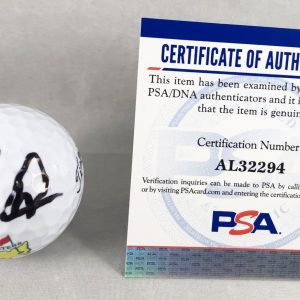 CERTIFICATE OF AUTH
This item has been examined by
PSA/DNA authenticators and it i
that the item is genuin
Certification Number
AL32294
Verification inquiries can be made to PSA by calli
or by visiting PSAcard.com and entering the certification
PSA